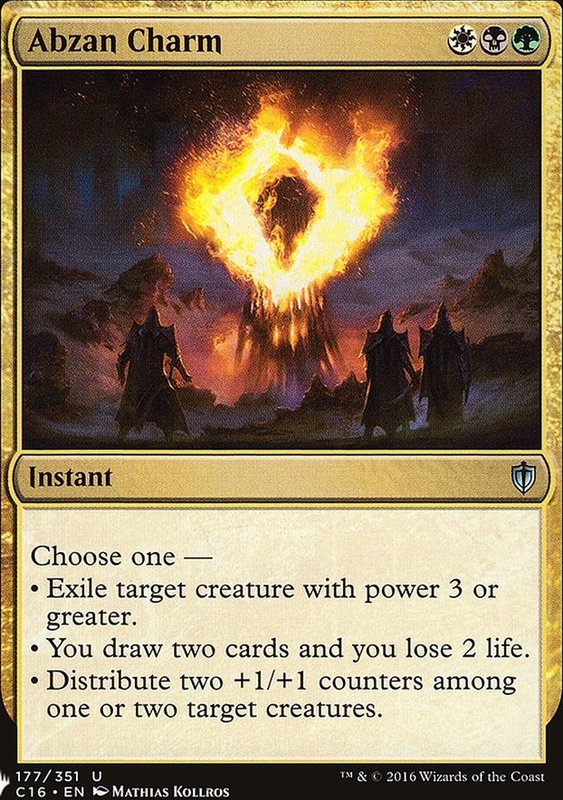 Abzan Charm
Instant
Choose one —
• Exile target creature with power 3 or
greater.
• You draw two cards and you lose 2 life.
• Distribute two +1/+1 counters among
one or two target creatures.
177/351 U
C16 • EN Mathias Kollros
™ & © 2016 Wizards of the Coast